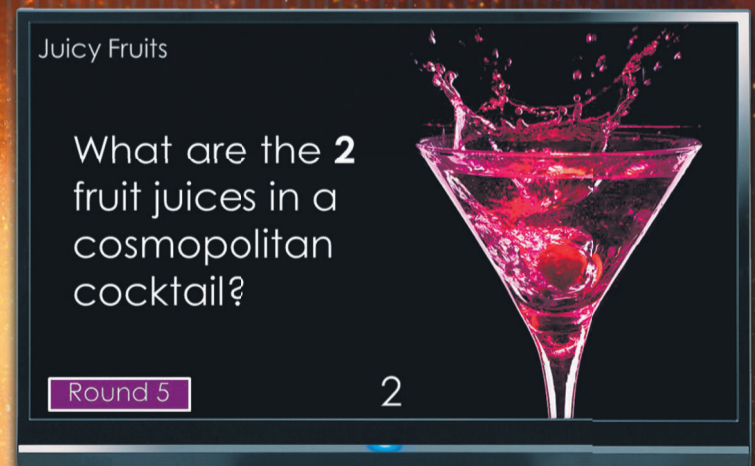 Juicy Fruits
What are the 2
fruit juices in a
cosmopolitan
cocktail?
Round 5
2